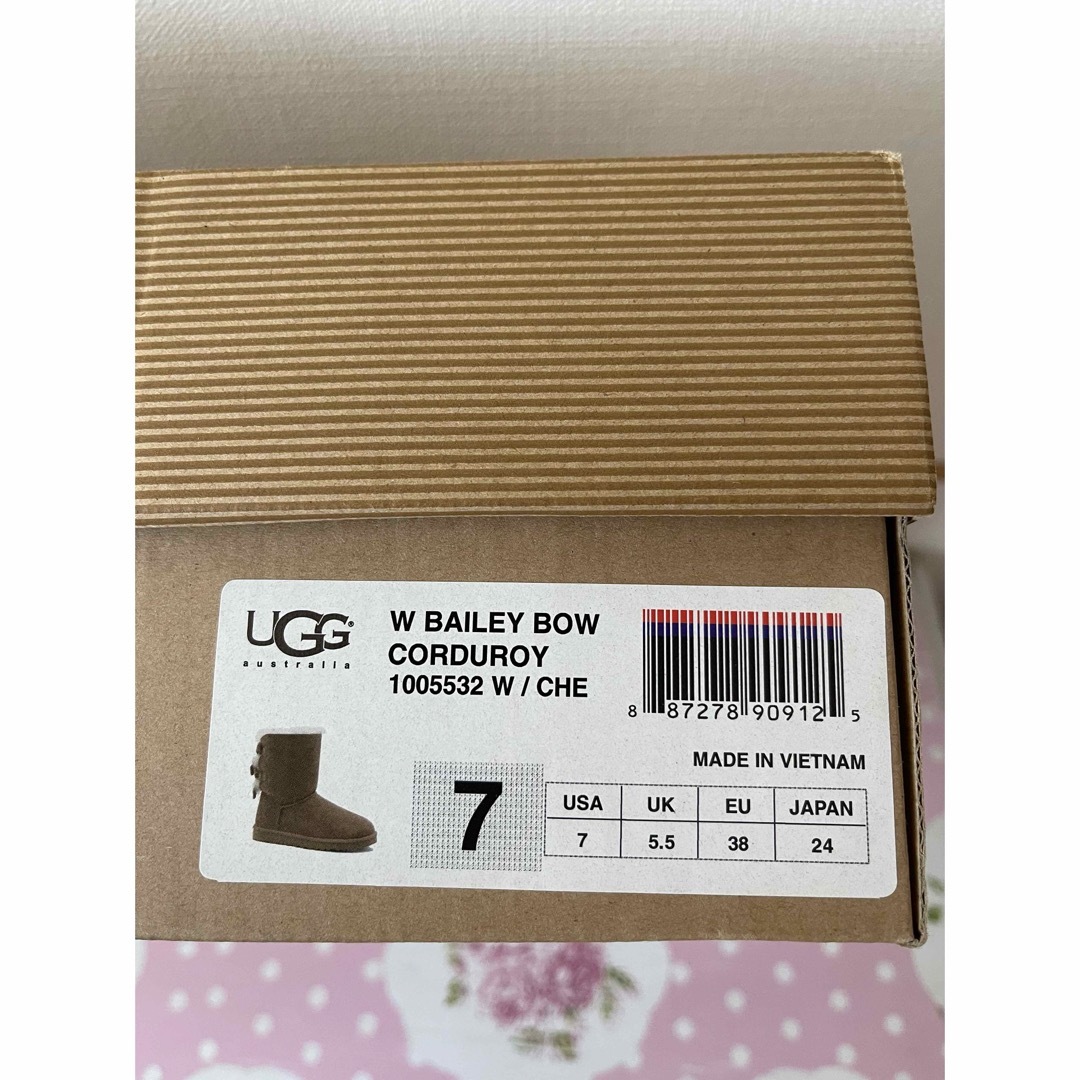 UGG®
australia
W BAILEY BOW
CORDUROY
1005532 W / CHE
8 87278 90912 5
MADE IN VIETNAM
7
USA UK EU JAPAN
7 5.5 38 24